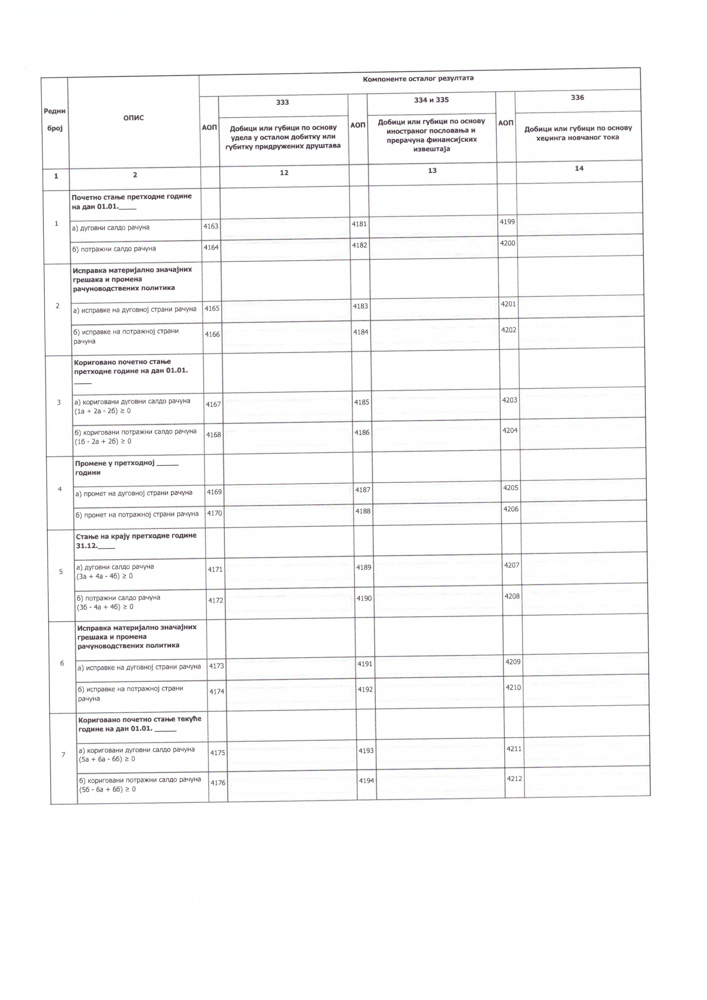 Компоненте осталог резултата
Редни
број
ОПИС
АОП
333
АОП
334 и 335
АОП
336
Добици или губици по основу
удела у осталом добитку или
губитку придружених друштава
Добици или губици по основу
иностраног пословања и
прерачуна финансијских
извештаја
Добици или губици по основу
хеџинга новчаног тока
1 2 12 13 14
1
Почетно стање претходне године
на дан 01.01.____
а) дуговни салдо рачуна 4163 4181 4199
б) потражни салдо рачуна 4164 4182 4200
2
Исправка материјално значајних
грешака и промена
рачуноводствених политика
а) исправке на дуговној страни рачуна 4165 4183 4201
б) исправке на потражној страни
рачуна
4166 4184 4202
3
Кориговано почетно стање
претходне године на дан 01.01.
____
а) кориговани дуговни салдо рачуна
(1а + 2а - 2б) ≥ 0
4167 4185 4203
б) кориговани потражни салдо рачуна
(1б - 2а + 2б) ≥ 0
4168 4186 4204
4
Промене у претходној _____
години
а) промет на дуговној страни рачуна 4169 4187 4205
б) промет на потражној страни рачуна 4170 4188 4206
5
Стање на крају претходне године
31.12.____
а) дуговни салдо рачуна
(3а + 4а - 4б) ≥ 0
4171 4189 4207
б) потражни салдо рачуна
(3б - 4а + 4б) ≥ 0
4172 4190 4208
6
Исправка материјално значајних
грешака и промена
рачуноводствених политика
а) исправке на дуговној страни рачуна 4173 4191 4209
б) исправке на потражној страни
рачуна
4174 4192 4210
7
Кориговано почетно стање текуће
године на дан 01.01. _____
а) кориговани дуговни салдо рачуна
(5а + 6а - 6б) ≥ 0
4175 4193 4211
б) кориговани потражни салдо рачуна
(5б - 6а + 6б) ≥ 0
4176 4194 4212